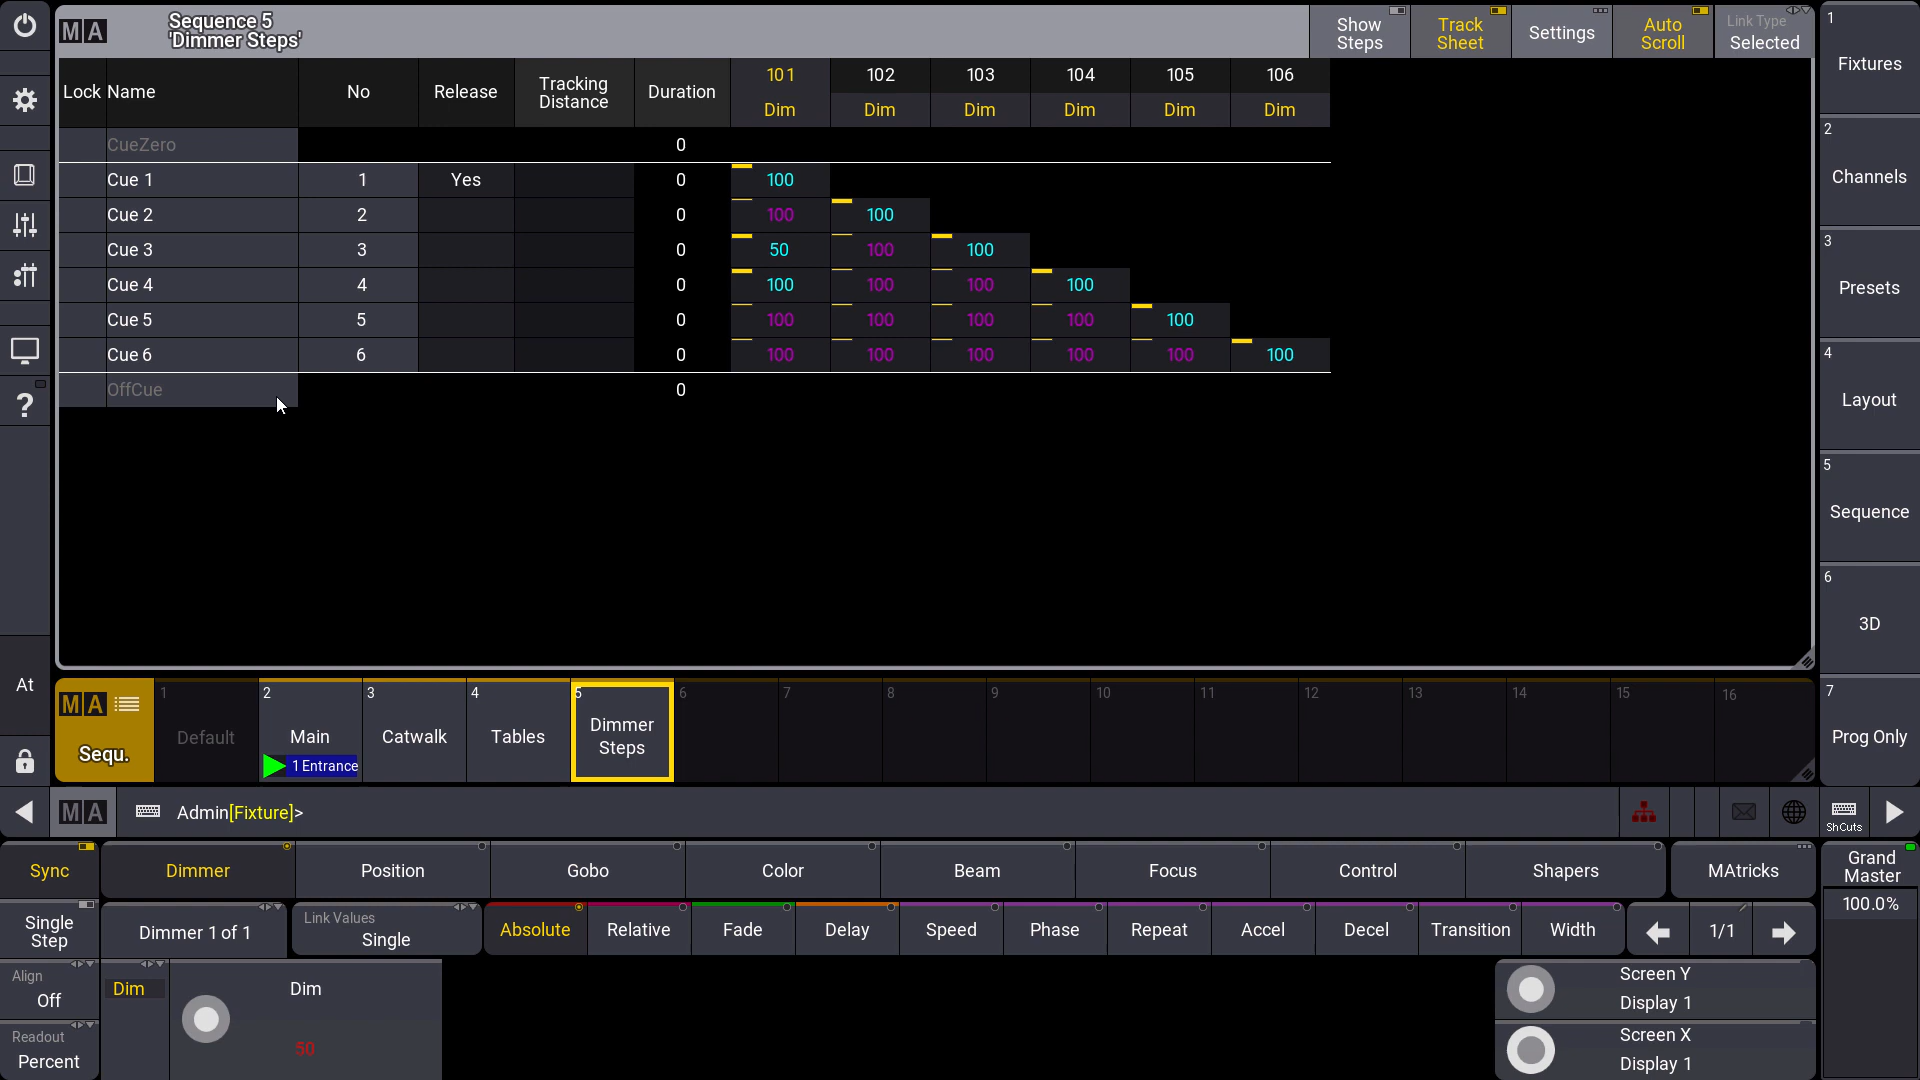 MA
Sequence 5
'Dimmer Steps'
Show
Steps
Track
Sheet
Settings
Auto
Scroll
Link Type
Selected
Lock Name No Release Tracking
Distance Duration 101 102 103 104 105 106
Dim Dim Dim Dim Dim Dim
CueZero 0
Cue 1 1 Yes 0 100
Cue 2 2 0 100 100
Cue 3 3 0 50 100 100
Cue 4 4 0 100 100 100 100
Cue 5 5 0 100 100 100 100 100
Cue 6 6 0 100 100 100 100 100 100
OffCue 0
1
Fixtures
2
Channels
3
Presets
4
Layout
5
Sequence
6
3D
7
Prog Only
?
At
MA
Sequ.
1
Default
2
Main
1 Entrance
3
Catwalk
4
Tables
5
Dimmer
Steps
6 7 8 9 10 11 12 13 14 15 16
MA
Admin[Fixture]>
ShCuts
Sync Dimmer Position Gobo Color Beam Focus Control Shapers MAtricks
Grand
Master
100.0%
Single
Step
Dimmer 1 of 1
Link Values
Single
Absolute Relative Fade Delay Speed Phase Repeat Accel Decel Transition Width 1/1
Align
Off
Dim
Dim
50
Screen Y
Display 1
Readout
Percent
Screen X
Display 1